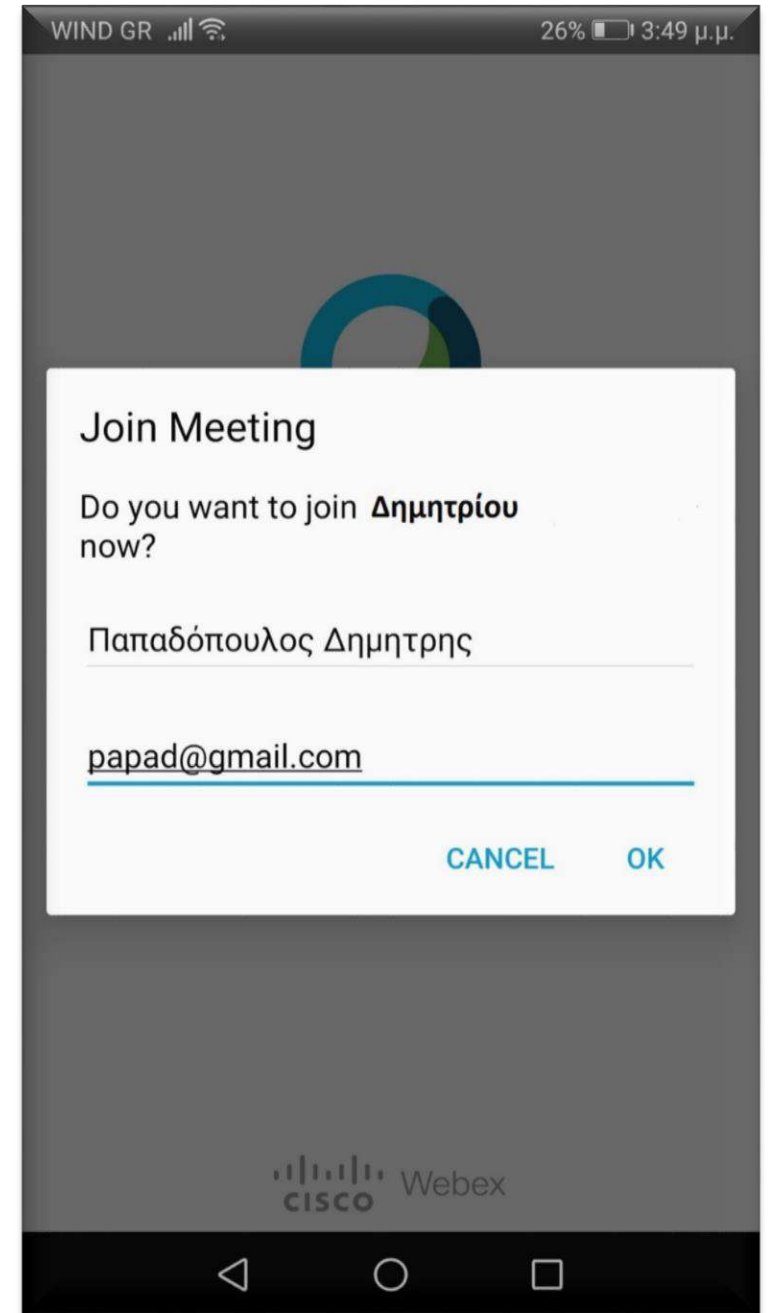 WIND GR 26% 3:49 μ.μ.
Join Meeting
Do you want to join Δημητρίου
now?
Παπαδόπουλος Δημητρης
papad@gmail.com
CANCEL OK
cisco Webex